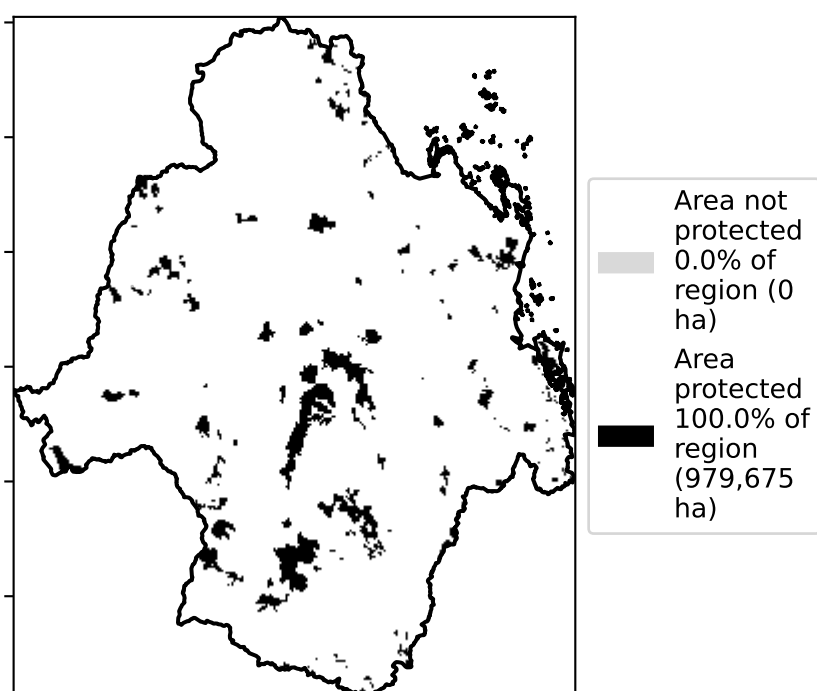 Area not
protected
0.0% of
region (0
ha)
Area
protected
100.0% of
region
(979,675
ha)